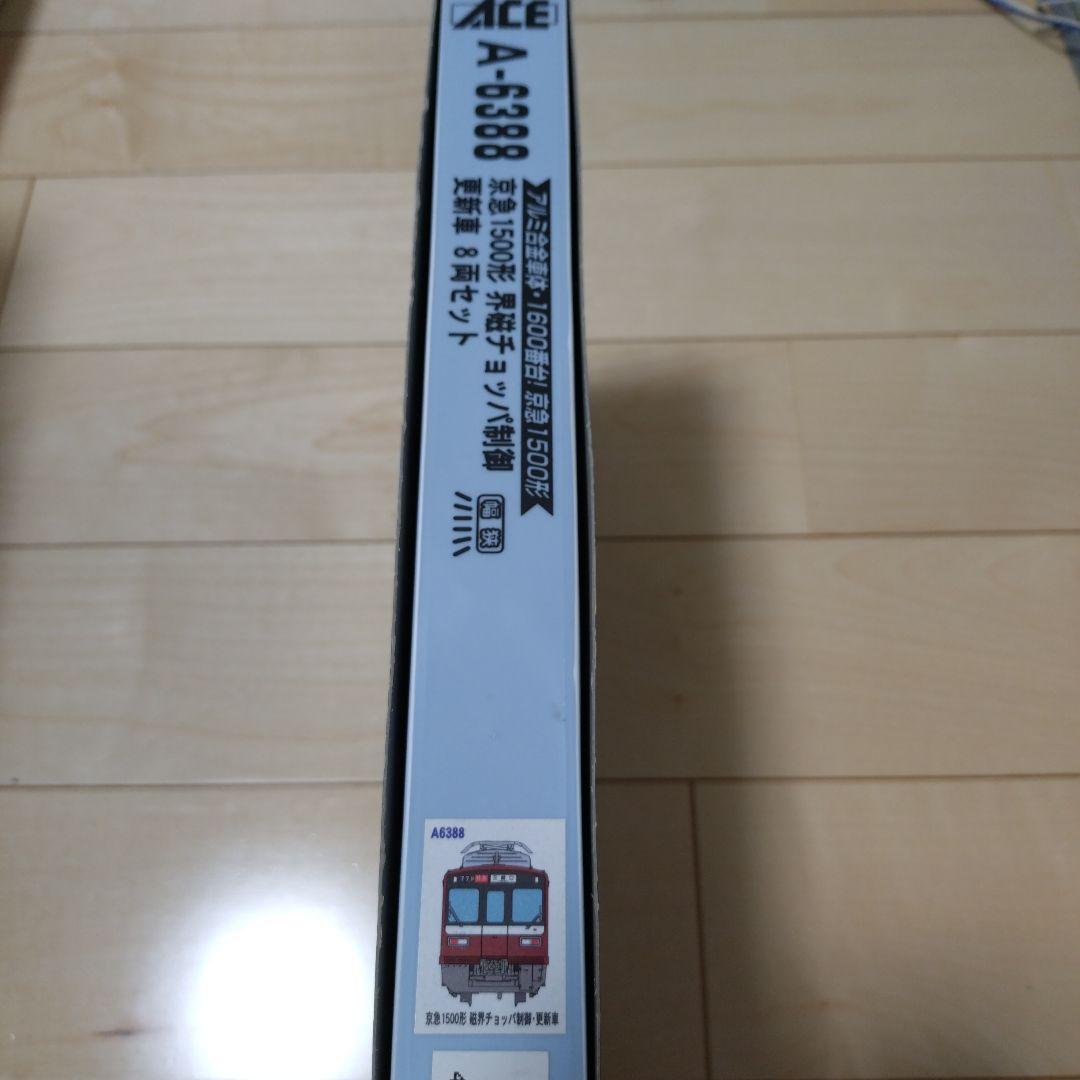 ACE
A-6388
アルミ合金車体・1600番台! 京急1500形
京急1500形 界磁チョッパ制御
更新車 8両セット
A6388
京急1500形 磁界チョッパ制御・更新車